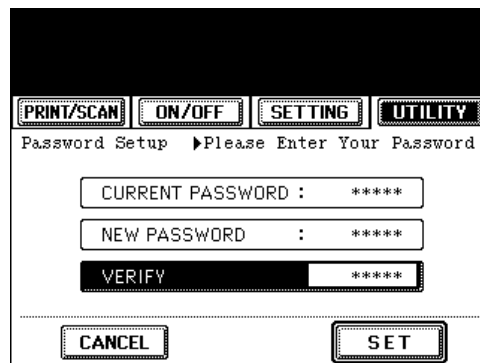 PRINT/SCAN ON/OFF SETTING UTILITY
Password Setup ▶Please Enter Your Password
CURRENT PASSWORD : *****
NEW PASSWORD : *****
VERIFY *****
CANCEL SET